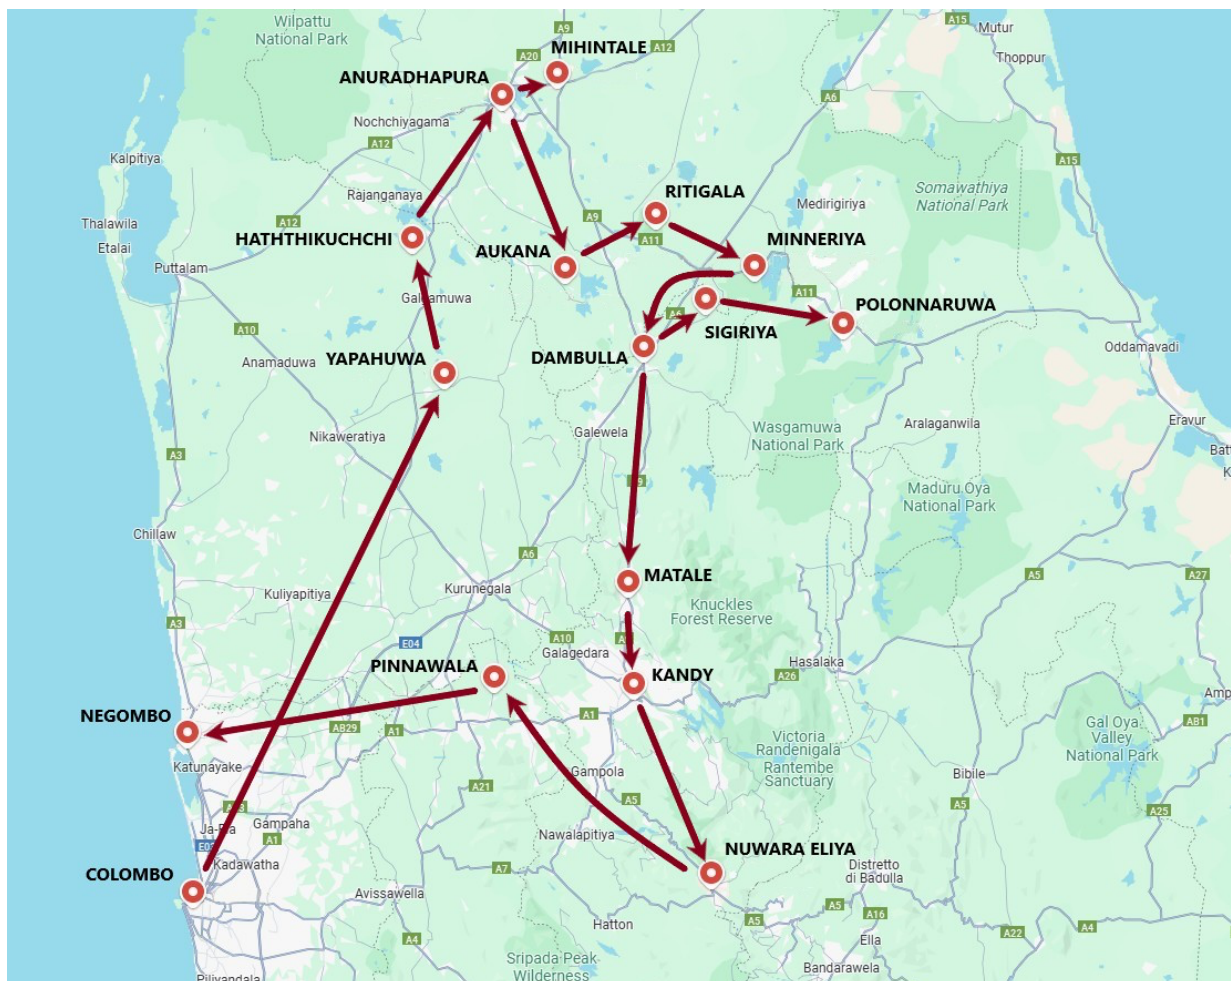 Wilpattu
National Park
A9
A15
Mutur
MIHINTALE
A20
A12
Thoppur
ANURADHAPURA
A6
Nochchiyagama
A12
Kalpitiya
A15
Rajanganaya
RITIGALA
Somawathiya
National Park
Medirigiriya
Thalawila
A12
A9
Etalai
HATHTHIKUCHCHI
A11
MINNERIYA
AUKANA
Puttalam
Galgamuwa
A11
POLONNARUWA
A6
A10
SIGIRIYA
Oddamavadi
Anamaduwa
YAPAHUWA
DAMBULLA
Aralaganwila
Eravur
Nikaweratiya
Galewela
Wasgamuwa
National Park
A3
Maduru Oya
National Park
Chillaw
A6
MATALE
A5
A27
Kurunegala
Kuliyapitiya
Knuckles
Forest Reserve
A3
A10
E04
Galagedara
Hasalaka
PINNAWALA
KANDY
A26
NEGOMBO
A1
AB29
A1
Gal Oya
Valley
National Park
AB1
Victoria
Randenigala
Rantembe
Sanctuary
Katunayake
Gampola
Bibile
A21
A5
A5
A25
Ja-Ela
Gampaha
A1
Nawalapitiya
NUWARA ELIYA
Kadawatha
Distretto
di Badulla
COLOMBO
A7
Avissawella
A5
A16
A5
Hatton
A4
A22
A4
Ella
Sripada Peak
Wilderness
Bandarawela
Piliyandala